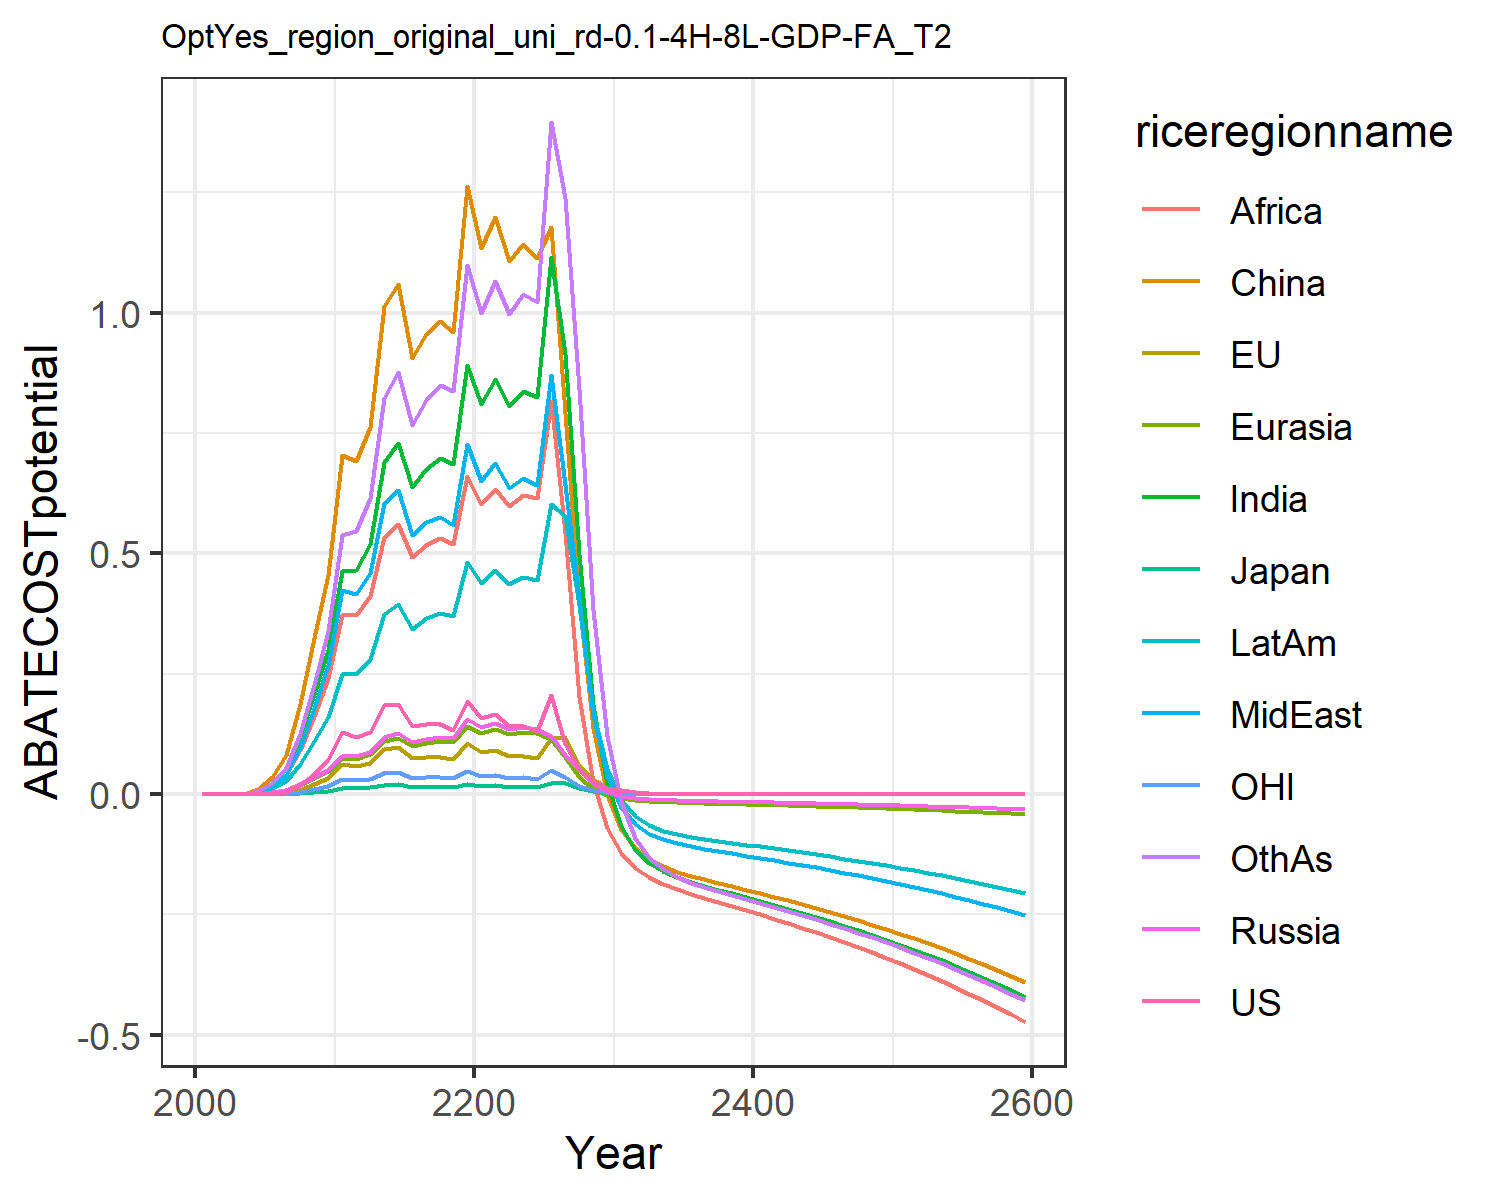 OptYes_region_original_uni_rd-0.1-4H-8L-GDP-FA_T2
ABATECOSTpotential
1.0
0.5
0.0
-0.5
2000
2200
2400
2600
Year
riceregionname
Africa
China
EU
Eurasia
India
Japan
LatAm
MidEast
OHI
OthAs
Russia
US